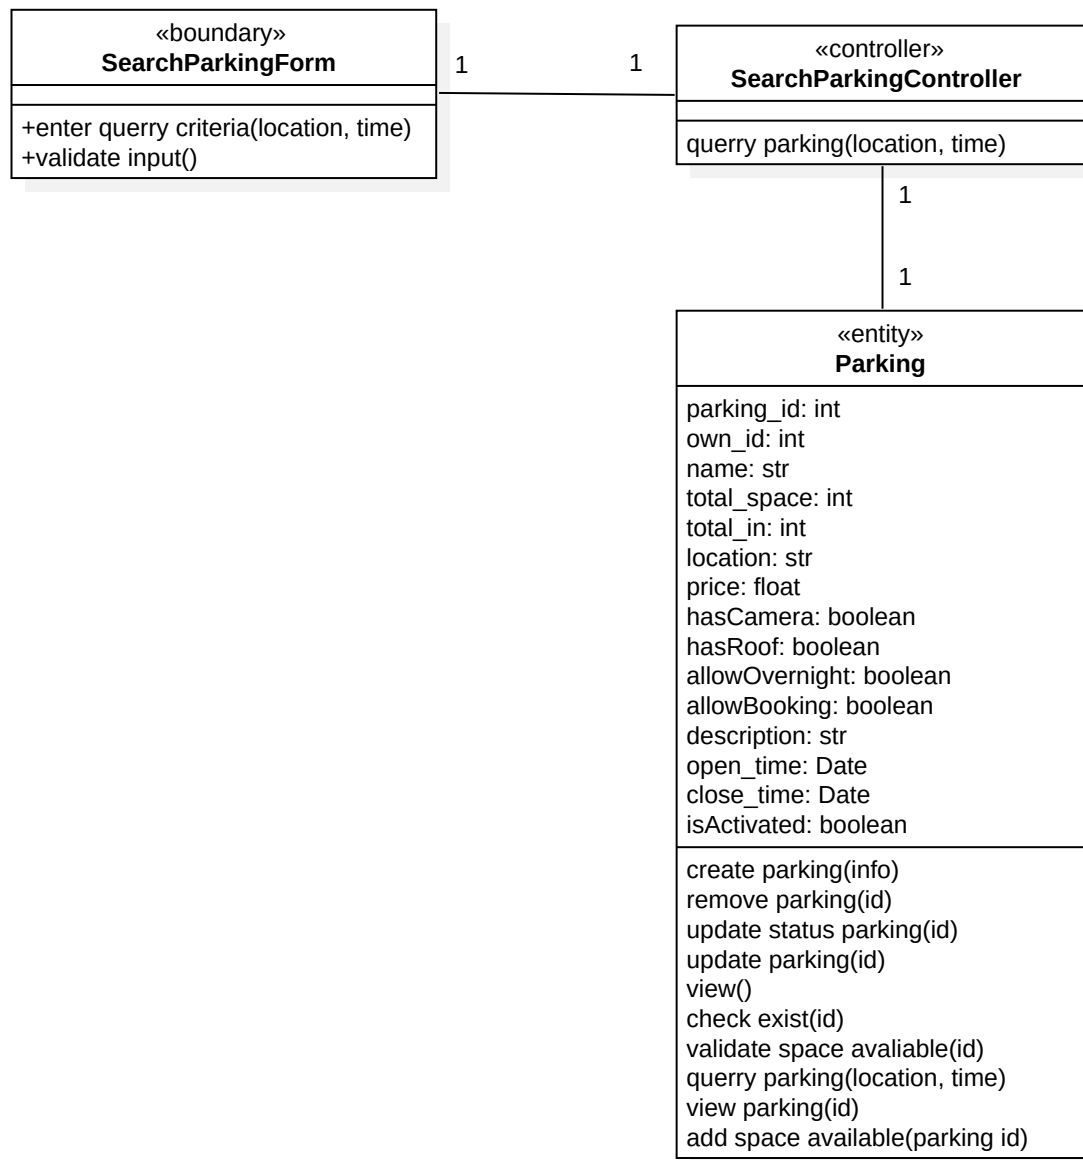 «boundary»
SearchParkingForm
+enter querry criteria(location, time)
+validate input()
1
1
«controller»
SearchParkingController
querry parking(location, time)
1
1
«entity»
Parking
parking_id: int
own_id: int
name: str
total_space: int
total_in: int
location: str
price: float
hasCamera: boolean
hasRoof: boolean
allowOvernight: boolean
allowBooking: boolean
description: str
open_time: Date
close_time: Date
isActivated: boolean
create parking(info)
remove parking(id)
update status parking(id)
update parking(id)
view()
check exist(id)
validate space avaliable(id)
querry parking(location, time)
view parking(id)
add space available(parking id)